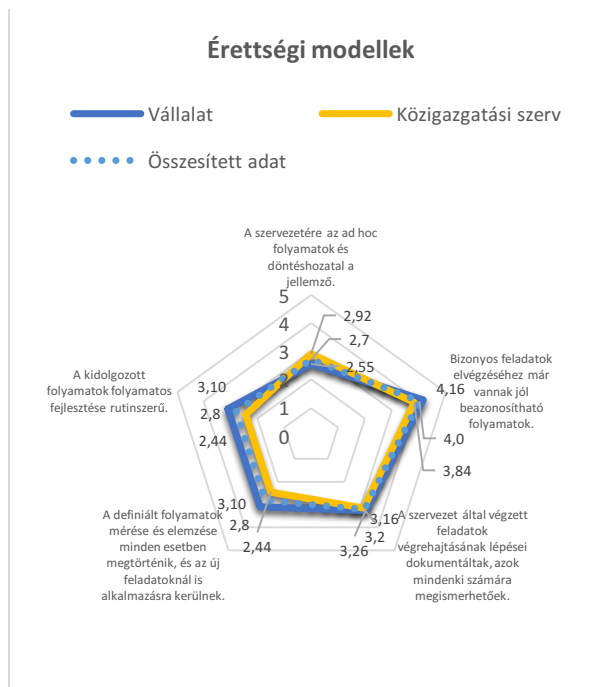 Érettségi modellek
Vállalat
Közigazgatási szerv
Összesített adat
A szervezetére az ad hoc
folyamatok és
döntéshozatal a
jellemző.
5
4
3
2
1
0
2,92
2,7
2,55
Bizonyos feladatok
elvégzéséhez már
vannak jól
beazonosítható
folyamatok.
4,16
4,0
3,84
A szervezet által végzett
feladatok
végrehajtásának lépései
dokumentáltak, azok
mindenki számára
megismerhetőek.
3,16
3,2
3,26
A definiált folyamatok
mérése és elemzése
minden esetben
megtörténik, és az új
feladatoknál is
alkalmazásra kerülnek.
3,10
2,8
2,44
A kidolgozott
folyamatok folyamatos
fejlesztése rutinszerű.
3,10
2,8
2,44